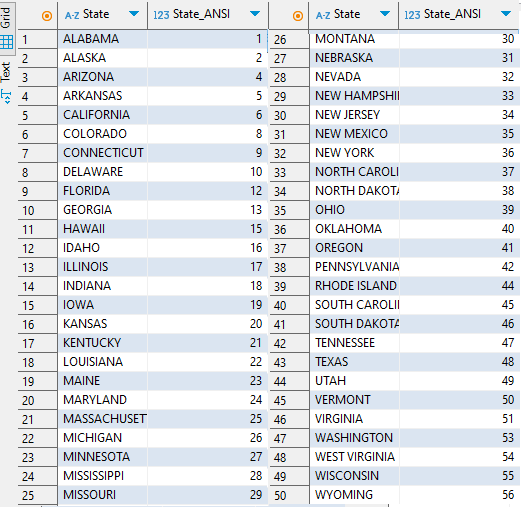 Grid
Text
A-Z State 123 State_ANSI
1 ALABAMA 1
2 ALASKA 2
3 ARIZONA 4
4 ARKANSAS 5
5 CALIFORNIA 6
6 COLORADO 8
7 CONNECTICUT 9
8 DELAWARE 10
9 FLORIDA 12
10 GEORGIA 13
11 HAWAII 15
12 IDAHO 16
13 ILLINOIS 17
14 INDIANA 18
15 IOWA 19
16 KANSAS 20
17 KENTUCKY 21
18 LOUISIANA 22
19 MAINE 23
20 MARYLAND 24
21 MASSACHUSET 25
22 MICHIGAN 26
23 MINNESOTA 27
24 MISSISSIPPI 28
25 MISSOURI 29
A-Z State 123 State_ANSI
26 MONTANA 30
27 NEBRASKA 31
28 NEVADA 32
29 NEW HAMPSHI 33
30 NEW JERSEY 34
31 NEW MEXICO 35
32 NEW YORK 36
33 NORTH CAROLI 37
34 NORTH DAKOTA 38
35 OHIO 39
36 OKLAHOMA 40
37 OREGON 41
38 PENNSYLVANIA 42
39 RHODE ISLAND 44
40 SOUTH CAROLI 45
41 SOUTH DAKOTA 46
42 TENNESSEE 47
43 TEXAS 48
44 UTAH 49
45 VERMONT 50
46 VIRGINIA 51
47 WASHINGTON 53
48 WEST VIRGINIA 54
49 WISCONSIN 55
50 WYOMING 56